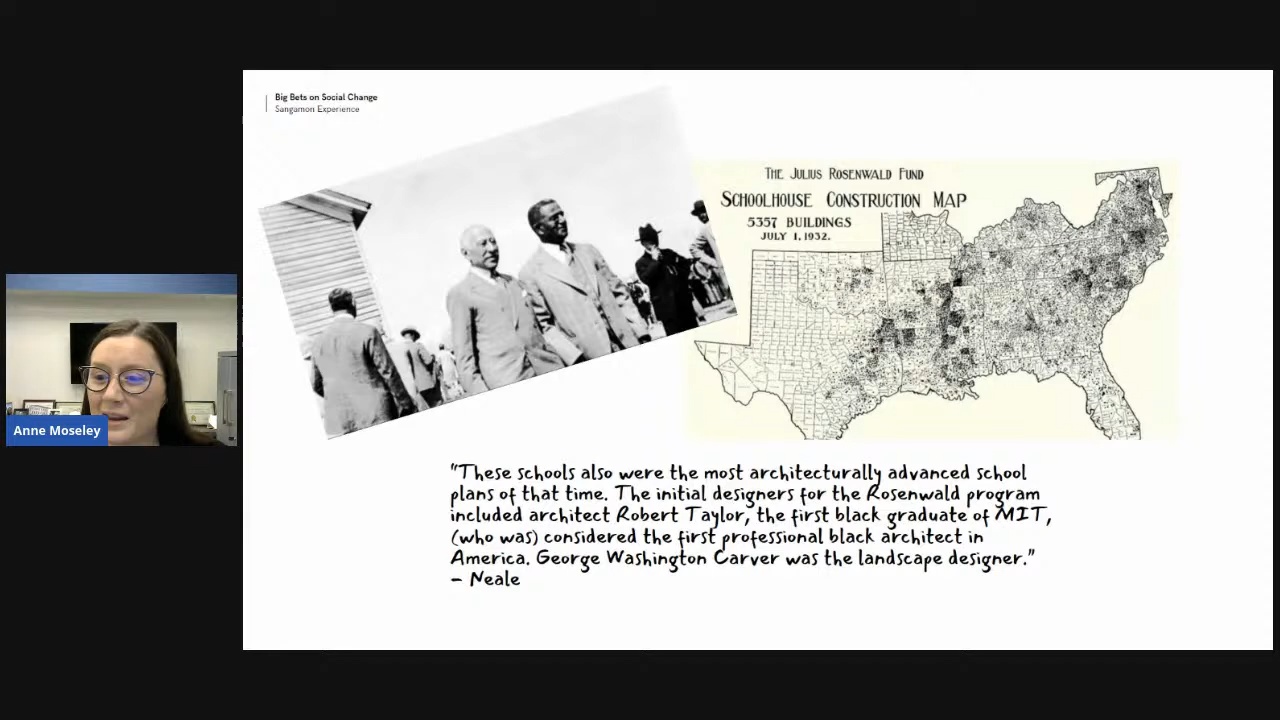 Big Bets on Social Change
Sangamon Experience
THE JULIUS ROSENWALD FUND
SCHOOLHOUSE CONSTRUCTION MAP
5357 BUILDINGS
JULY 1, 1932.
Anne Moseley
"These schools also were the most architecturally advanced school
plans of that time. The initial designers for the Rosenwald program
included architect Robert Taylor, the first black graduate of MIT,
(who was) considered the first professional black architect in
America. George Washington Carver was the landscape designer."
- Neale